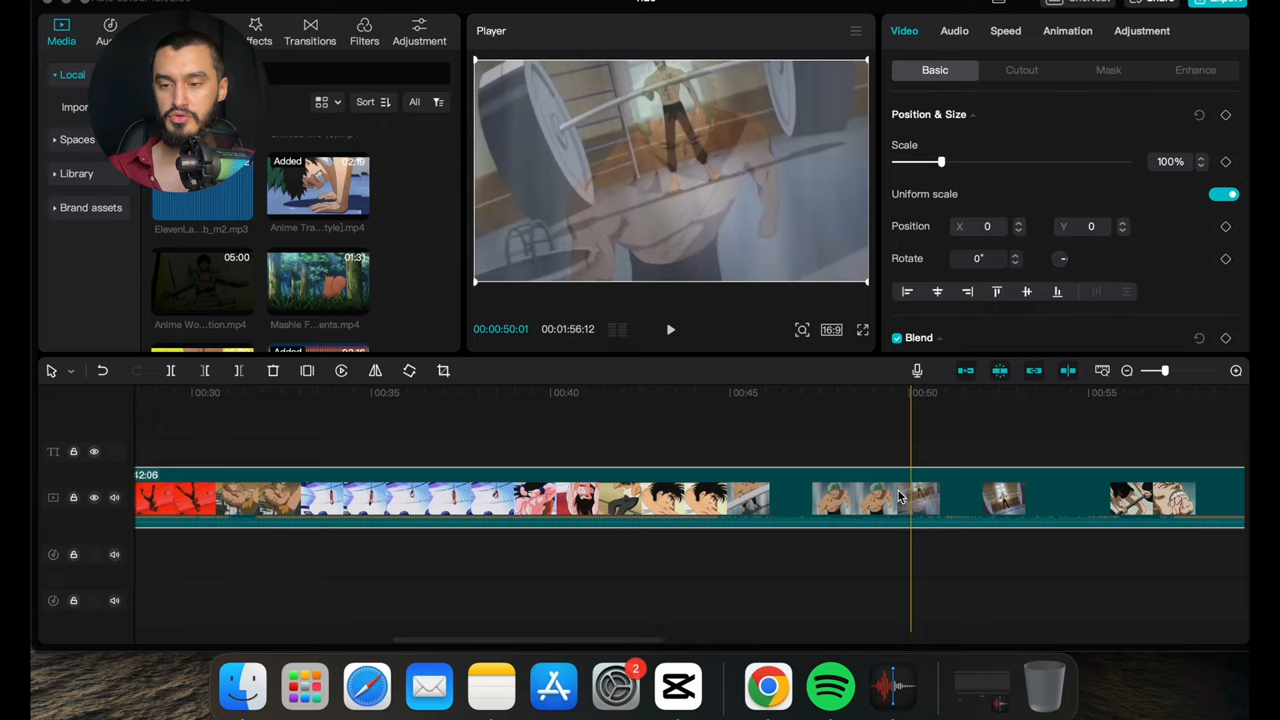 Media
Au
ffects
Transitions
Filters
Adjustment
Player
Video
Audio
Speed
Animation
Adjustment
Local
Impor
Spaces
Library
Brand assets
Sort
All
Basic
Cutout
Mask
Enhance
Position & Size
Scale
100%
Uniform scale
Position
X 0
Y 0
Rotate
0°
Blend
Added
02:19
ElevenLa...b_m2.mp3
Anime Tra...tyle].mp4
05:00
01:31
Anime Wo...tion.mp4
Mashle F...ents.mp4
Added
00:00:50:01
00:01:56:12
16:9
00:30
00:35
00:40
00:45
00:50
00:55
TI
42:06
2